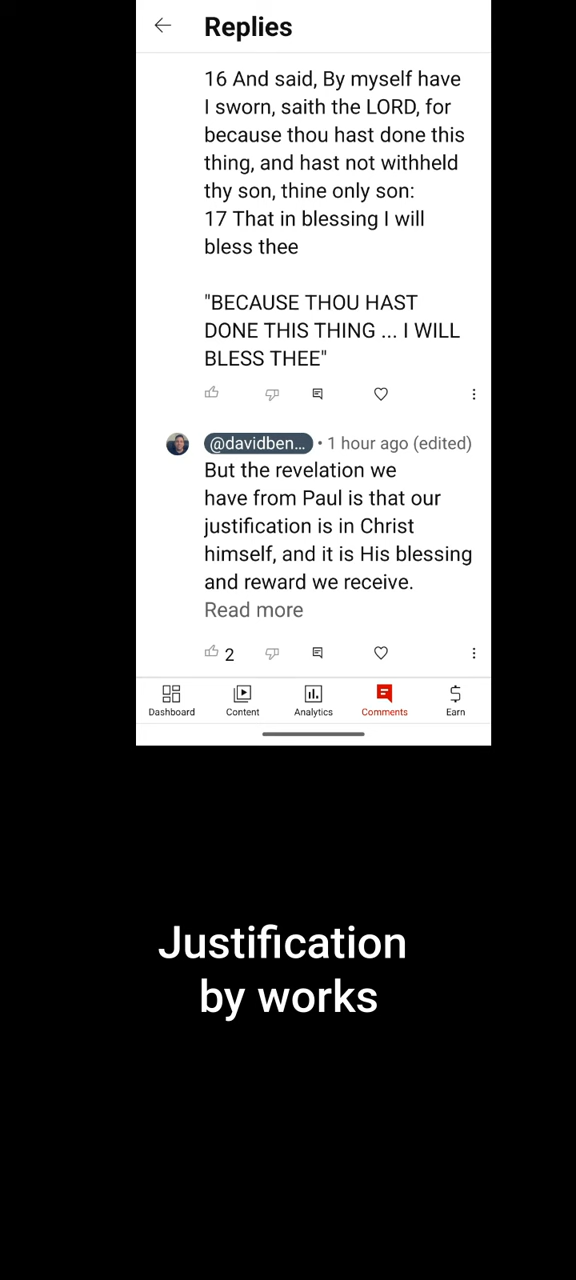 Replies
16 And said, By myself have
I sworn, saith the LORD, for
because thou hast done this
thing, and hast not withheld
thy son, thine only son:
17 That in blessing I will
bless thee
"BECAUSE THOU HAST
DONE THIS THING ... I WILL
BLESS THEE"
@davidben... • 1 hour ago (edited)
But the revelation we
have from Paul is that our
justification is in Christ
himself, and it is His blessing
and reward we receive.
Read more
2
Dashboard Content Analytics Comments Earn
Justification
by works